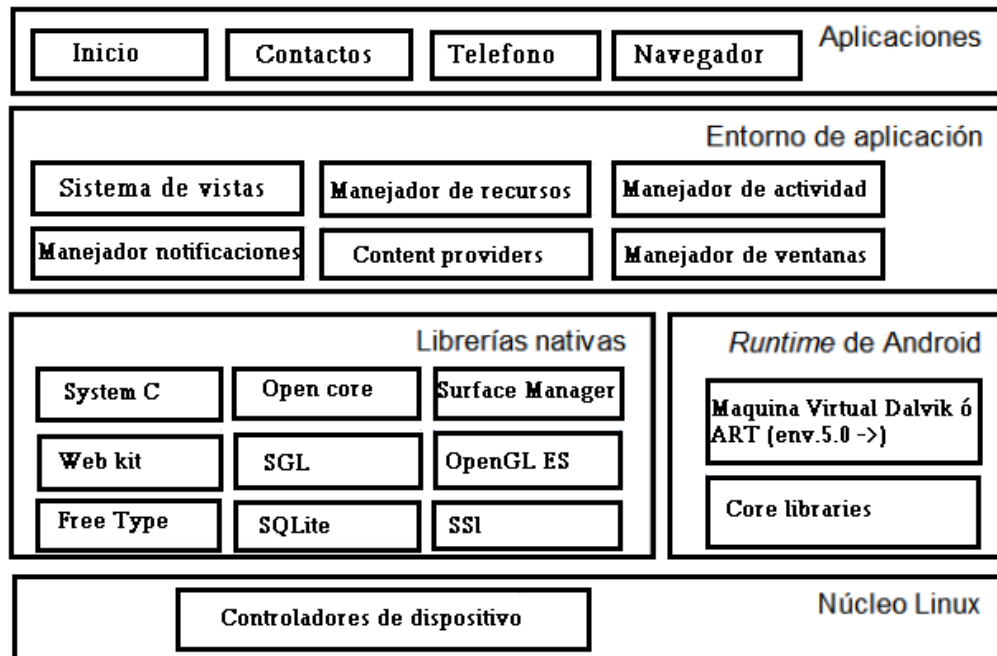 Aplicaciones
Inicio
Contactos
Telefono
Navegador
Entorno de aplicación
Sistema de vistas
Manejador de recursos
Manejador de actividad
Manejador notificaciones
Content providers
Manejador de ventanas
Librerías nativas
System C
Open core
Surface Manager
Web kit
SGL
OpenGL ES
Free Type
SQLite
SSl
Runtime de Android
Maquina Virtual Dalvik ó
ART (env.5.0 ->)
Core libraries
Núcleo Linux
Controladores de dispositivo